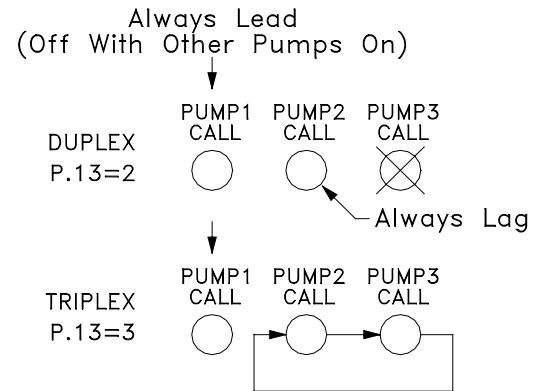 Always Lead
(Off With Other Pumps On)
PUMP1 PUMP2 PUMP3
CALL CALL CALL
DUPLEX
P.13=2
Always Lag
PUMP1 PUMP2 PUMP3
CALL CALL CALL
TRIPLEX
P.13=3